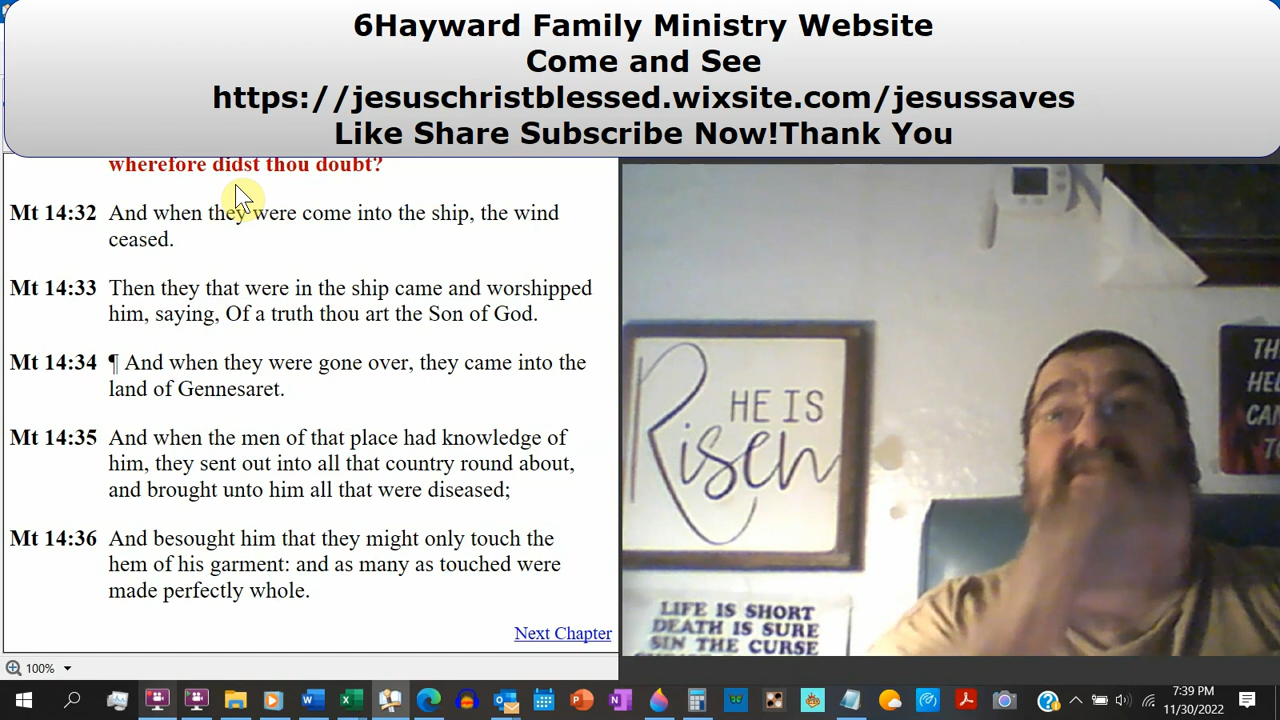 6Hayward Family Ministry Website
Come and See
https://jesuschristblessed.wixsite.com/jesussaves
Like Share Subscribe Now!Thank You
wherefore didst thou doubt?
Mt 14:32 And when they were come into the ship, the wind
ceased.
Mt 14:33 Then they that were in the ship came and worshipped
him, saying, Of a truth thou art the Son of God.
Mt 14:34 ¶ And when they were gone over, they came into the
land of Gennesaret.
Mt 14:35 And when the men of that place had knowledge of
him, they sent out into all that country round about,
and brought unto him all that were diseased;
Mt 14:36 And besought him that they might only touch the
hem of his garment: and as many as touched were
made perfectly whole.
Next Chapter
100%
HE IS
Risen
LIFE IS SHORT
DEATH IS SURE
SIN THE CURSE
TH
HEL
CAN
TO
7:39 PM
11/30/2022